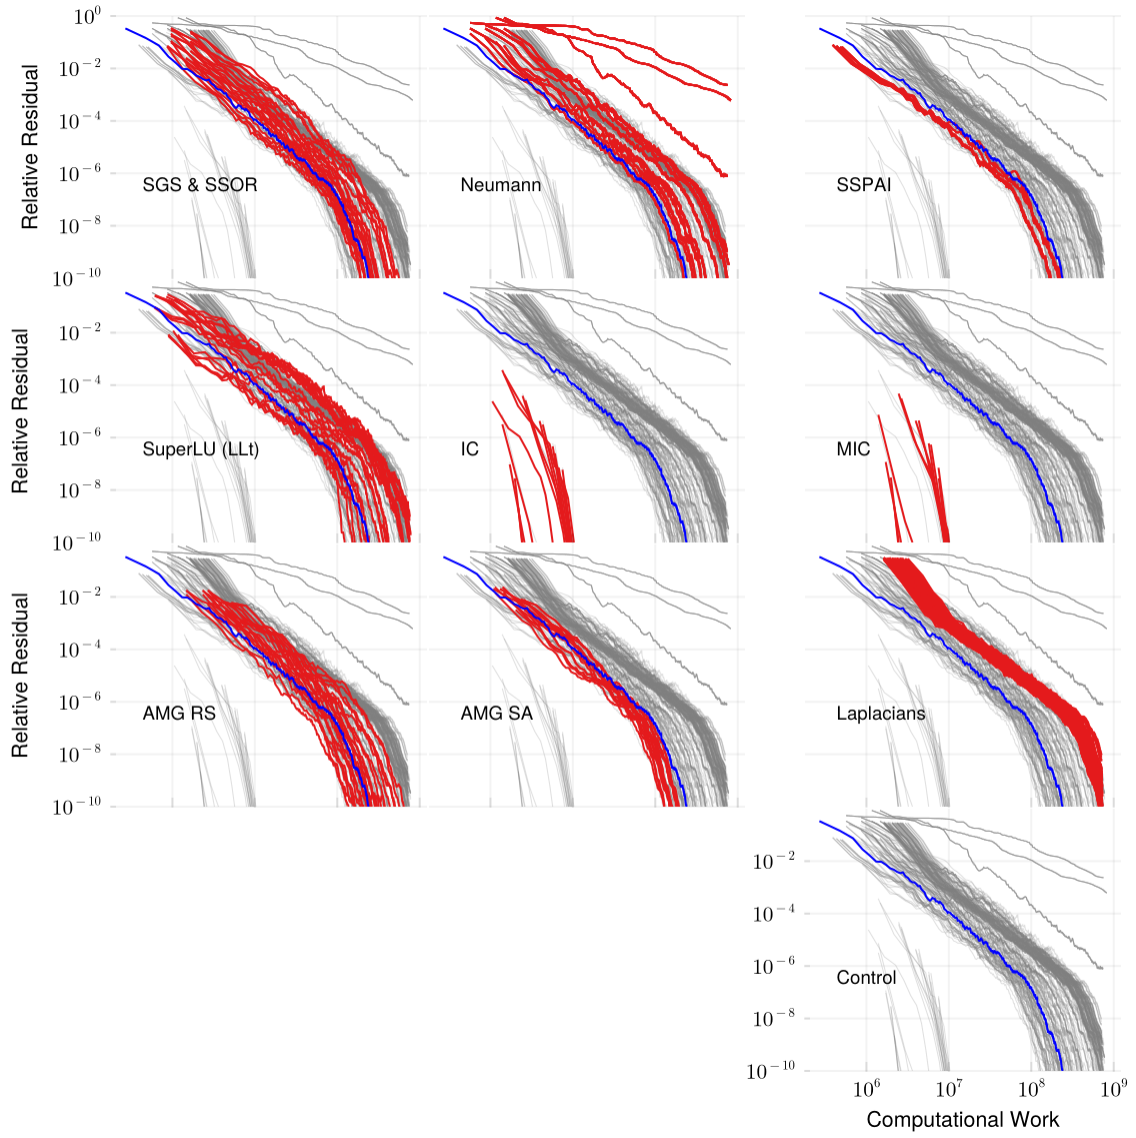 Relative Residual
10^0
10^{-2}
10^{-4}
10^{-6}
10^{-8}
10^{-10}
SGS & SSOR
Neumann
SSPAI
Relative Residual
10^{-2}
10^{-4}
10^{-6}
10^{-8}
10^{-10}
SuperLU (LLt)
IC
MIC
Relative Residual
10^{-2}
10^{-4}
10^{-6}
10^{-8}
10^{-10}
AMG RS
AMG SA
Laplacians
10^{-2}
10^{-4}
10^{-6}
10^{-8}
10^{-10}
Control
10^6 10^7 10^8 10^9
Computational Work